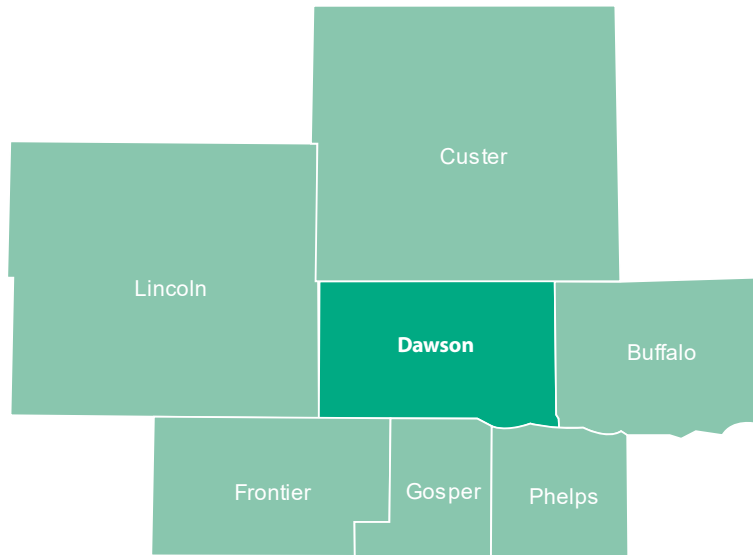 Custer
Lincoln
Dawson
Buffalo
Frontier
Gosper
Phelps